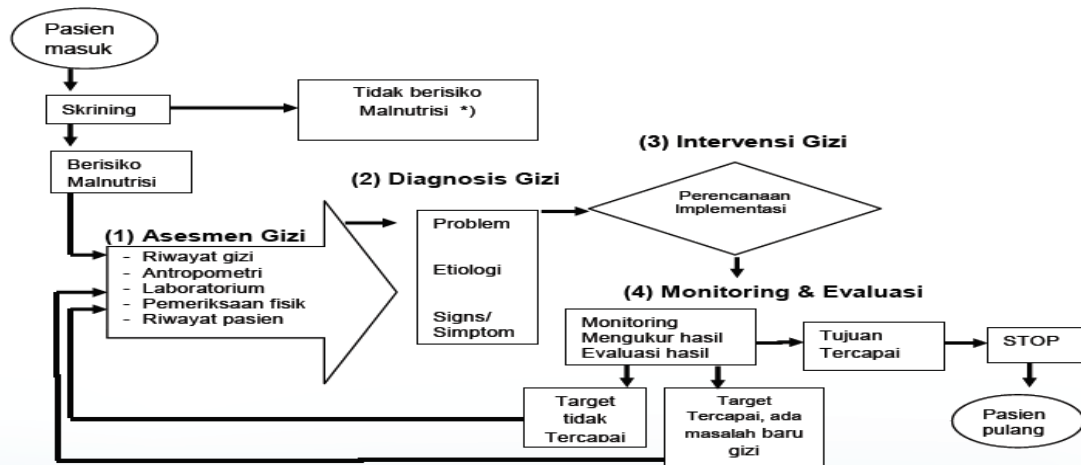 Pasien
masuk
Skrining
Tidak berisiko
Malnutrisi *)
Berisiko
Malnutrisi
(1) Asesmen Gizi
- Riwayat gizi
- Antropometri
- Laboratorium
- Pemeriksaan fisik
- Riwayat pasien
(2) Diagnosis Gizi
Problem
Etiologi
Signs/
Simptom
(3) Intervensi Gizi
Perencanaan
Implementasi
(4) Monitoring & Evaluasi
Monitoring
Mengukur hasil
Evaluasi hasil
Tujuan
Tercapai
STOP
Target
tidak
Tercapai
Target
Tercapai, ada
masalah baru
gizi
Pasien
pulang